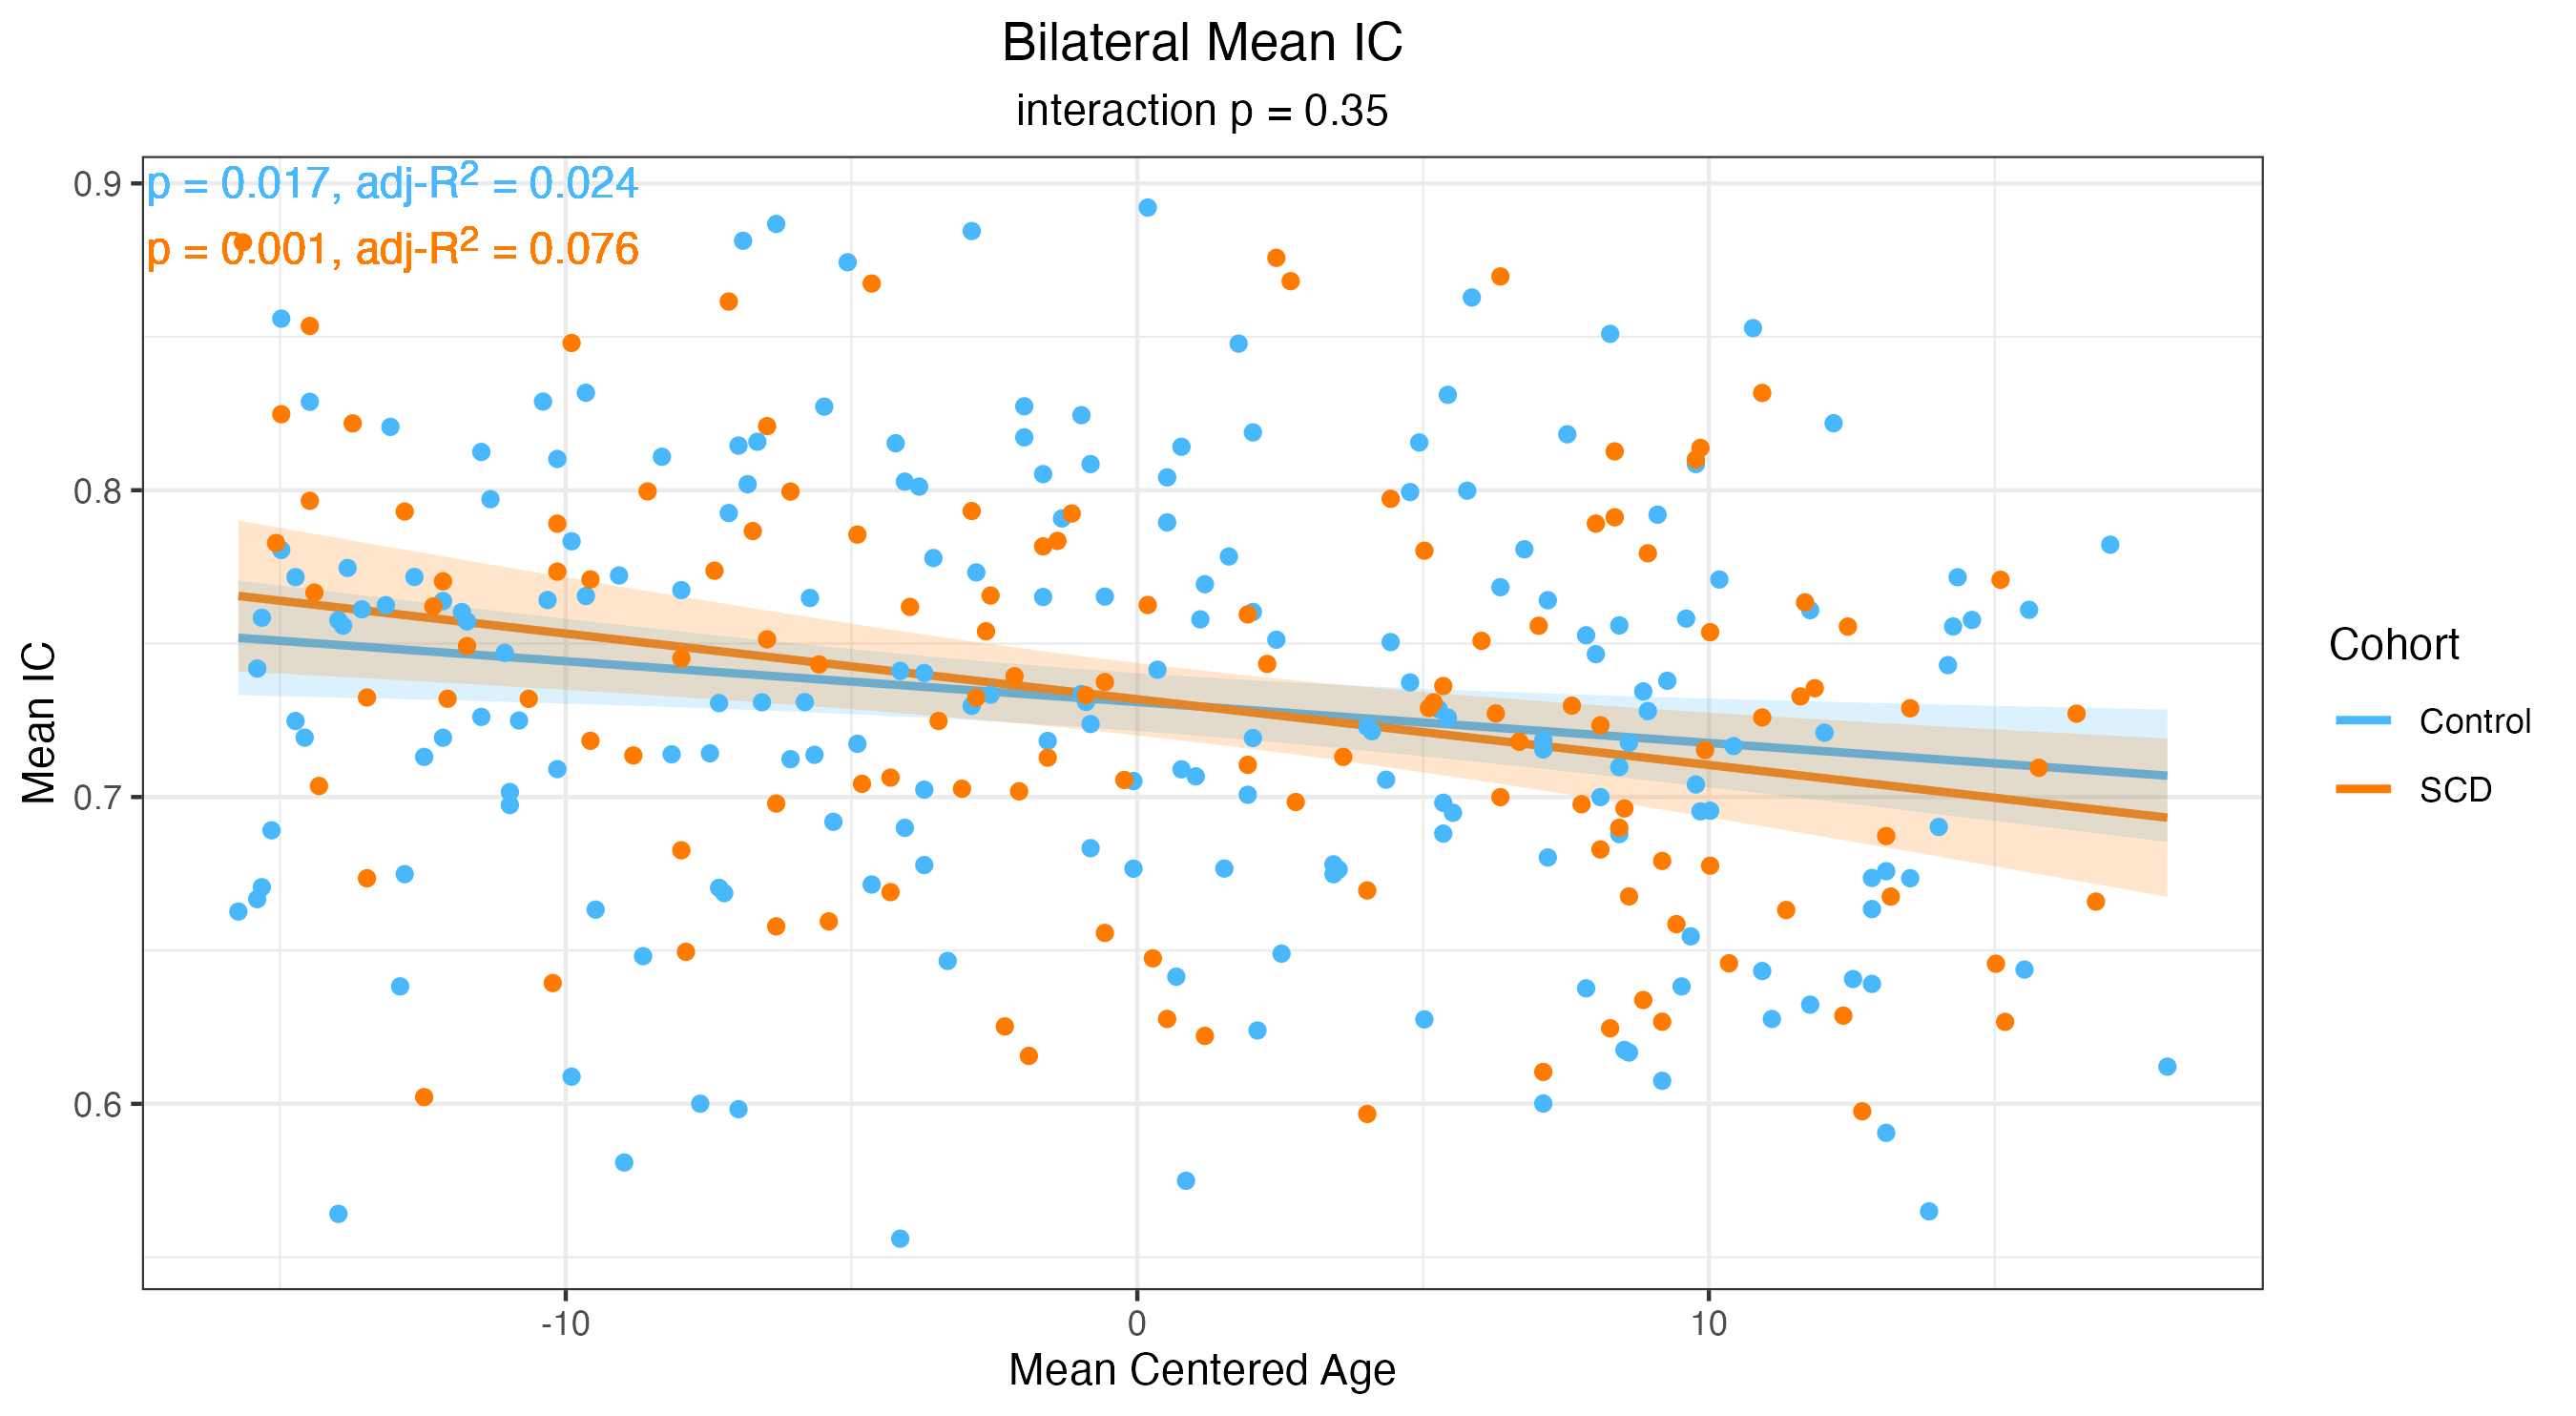 Bilateral Mean IC
interaction p = 0.35
p = 0.017, adj-R² = 0.024
p = 0.001, adj-R² = 0.076
0.9
0.8
0.7
0.6
Mean IC
-10 0 10
Mean Centered Age
Cohort
Control
SCD